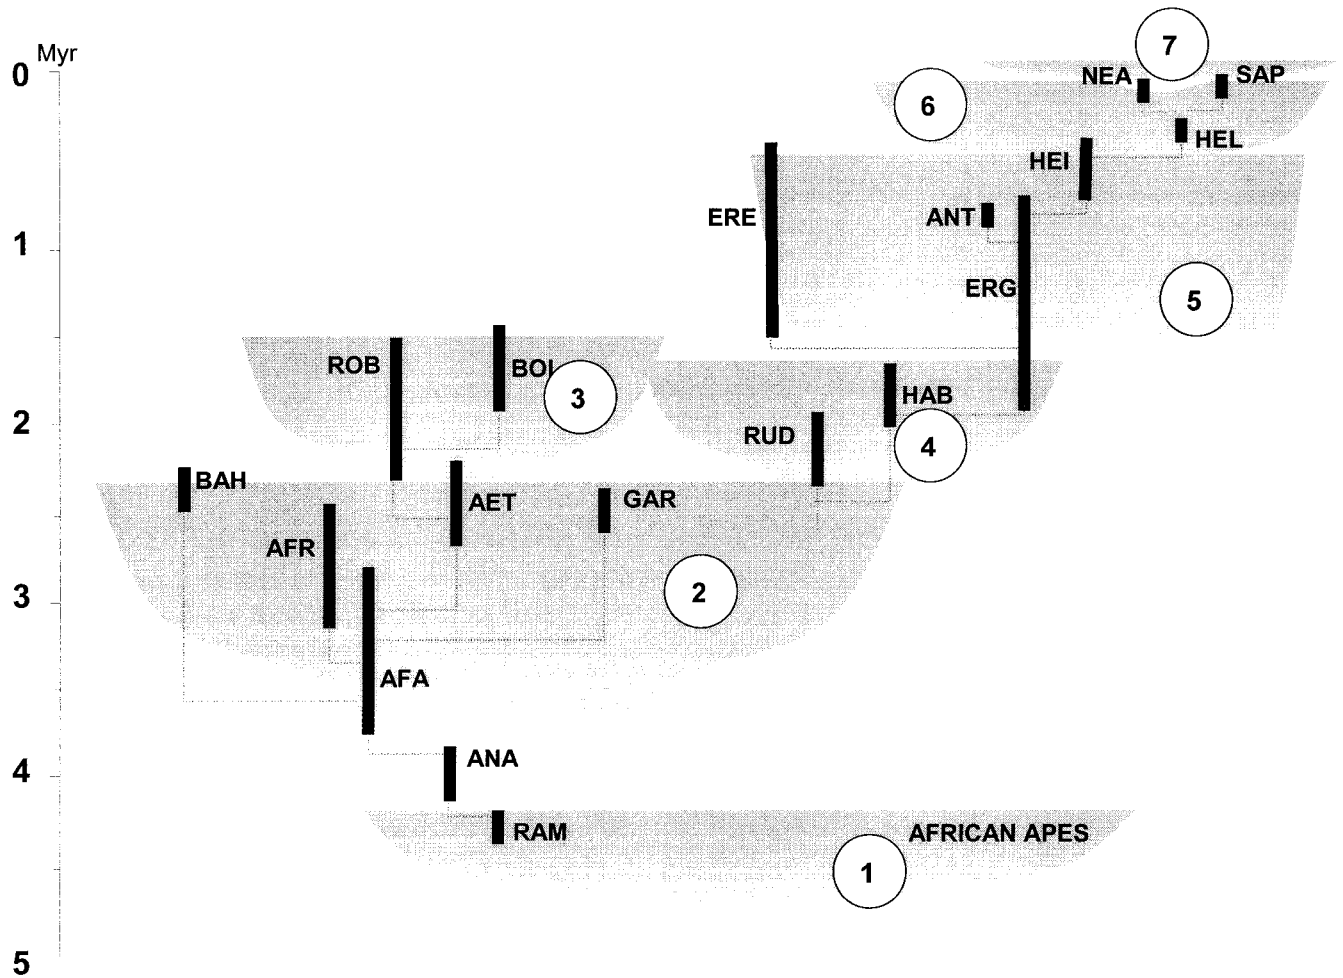 Myr
0
7
NEA
SAP
6
HEL
HEI
ERE
ANT
1
ERG
5
ROB
BOI
3
HAB
4
2
RUD
BAH
AET
GAR
AFR
2
3
AFA
ANA
4
RAM
AFRICAN APES
1
5